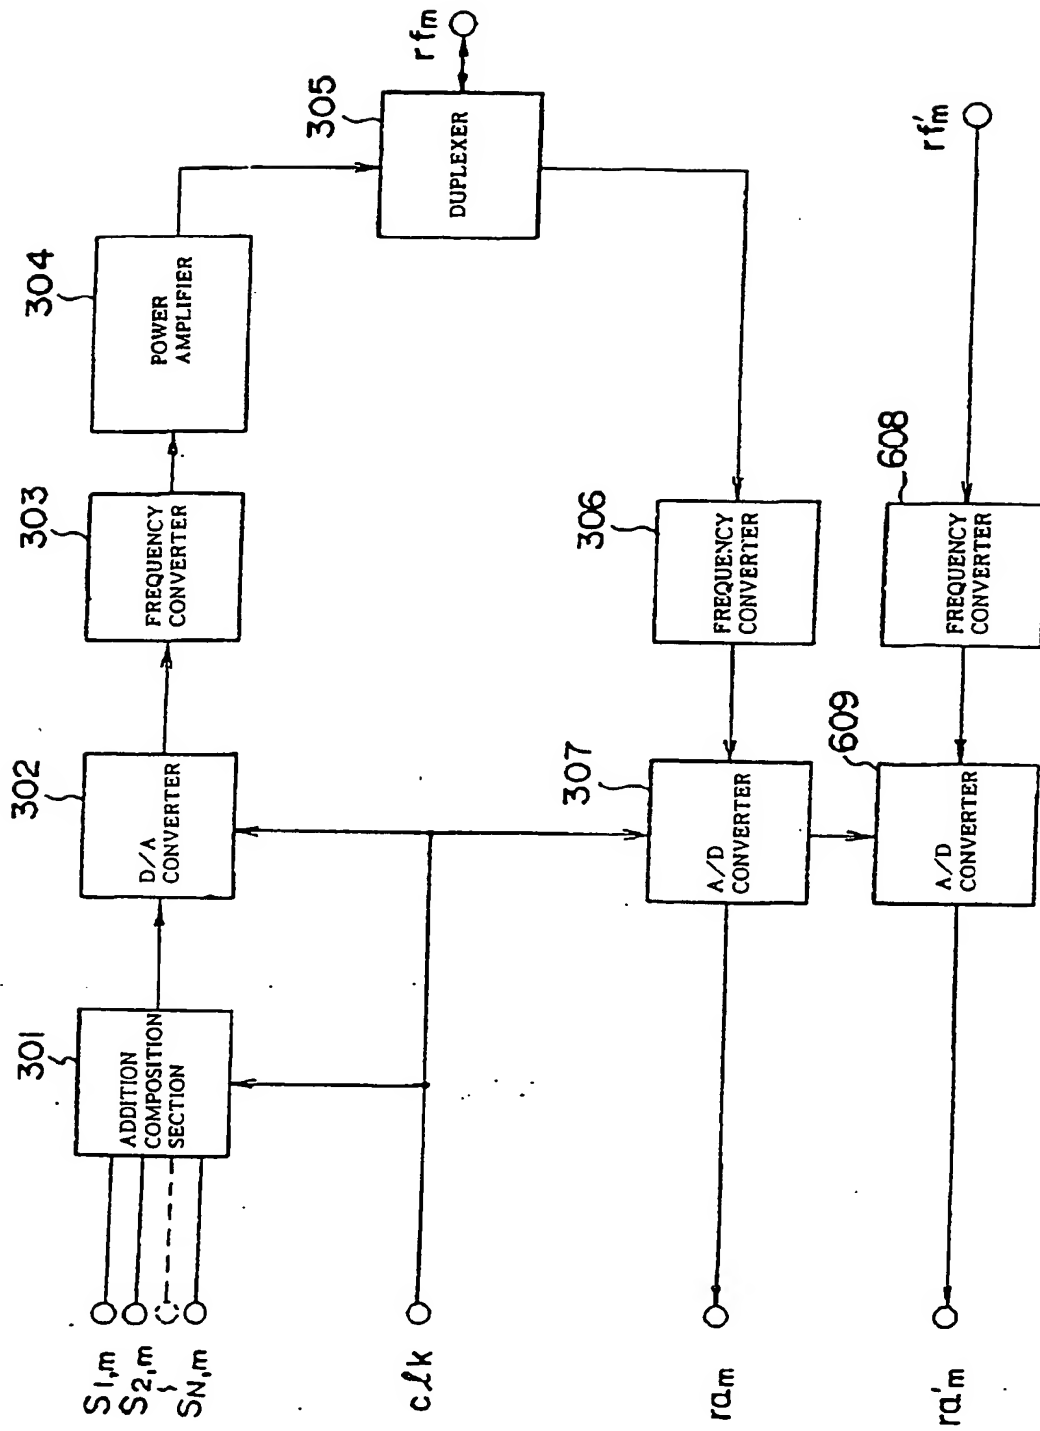 S1,m
S2,m
SN,m
301
ADDITION
COMPOSITION
SECTION
302
D/A
CONVERTER
303
FREQUENCY
CONVERTER
304
POWER
AMPLIFIER
305
DUPLEXER
rfm
clk
306
FREQUENCY
CONVERTER
307
A/D
CONVERTER
ram
608
FREQUENCY
CONVERTER
609
A/D
CONVERTER
rf'm
ra'm